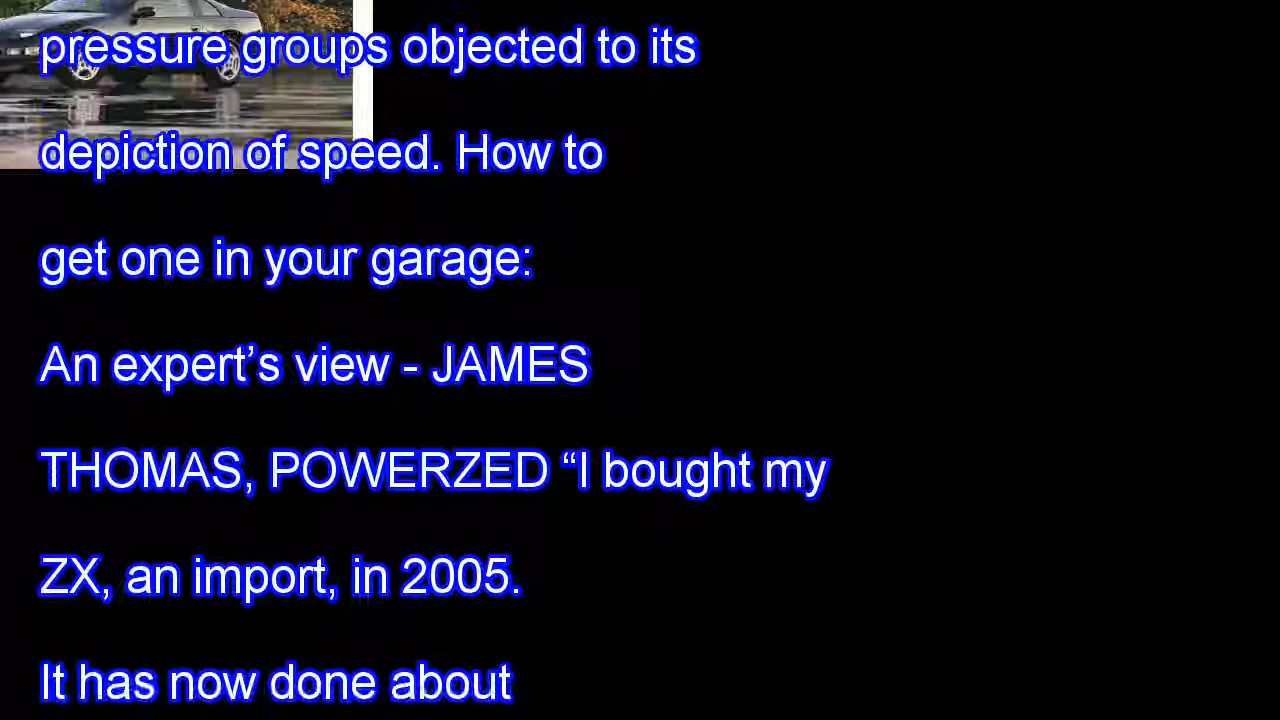 pressure groups objected to its
depiction of speed. How to
get one in your garage:
An expert’s view - JAMES
THOMAS, POWERZED “I bought my
ZX, an import, in 2005.
It has now done about